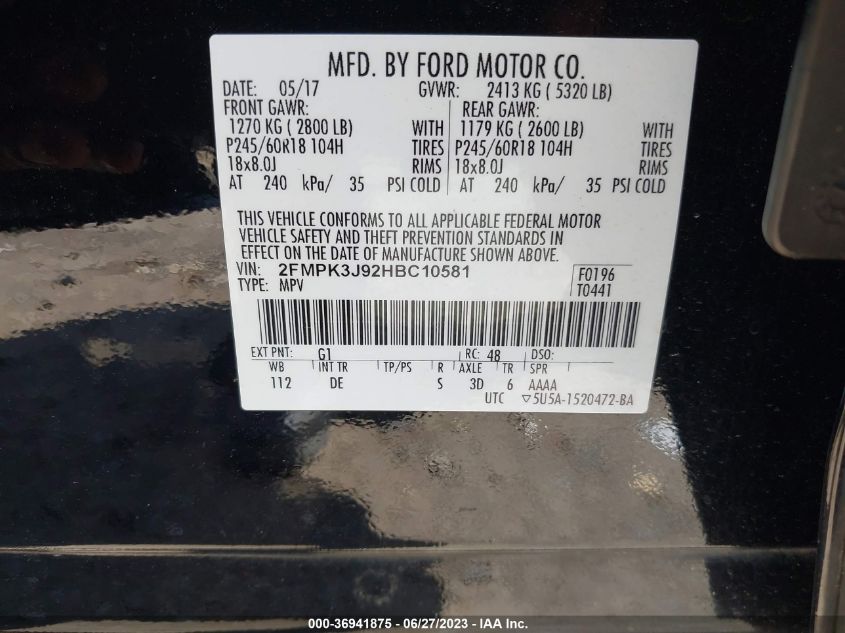 MFD. BY FORD MOTOR CO.
DATE: 05/17 GVWR: 2413 KG ( 5320 LB)
FRONT GAWR: REAR GAWR:
1270 KG ( 2800 LB) WITH 1179 KG ( 2600 LB) WITH
P245/60R18 104H TIRES P245/60R18 104H TIRES
18x8.0J RIMS 18x8.0J RIMS
AT 240 kPa/ 35 PSI COLD AT 240 kPa/ 35 PSI COLD
THIS VEHICLE CONFORMS TO ALL APPLICABLE FEDERAL MOTOR
VEHICLE SAFETY AND THEFT PREVENTION STANDARDS IN
EFFECT ON THE DATE OF MANUFACTURE SHOWN ABOVE.
VIN: 2FMPK3J92HBC10581 F0196
TYPE: MPV T0441
EXT PNT: G1 RC: 48 DSO:
WB INT TR TP/PS R AXLE TR SPR
112 DE S 3D 6 AAAA
UTC ▽5U5A-1520472-BA
000-36941875 - 06/27/2023 - IAA Inc.